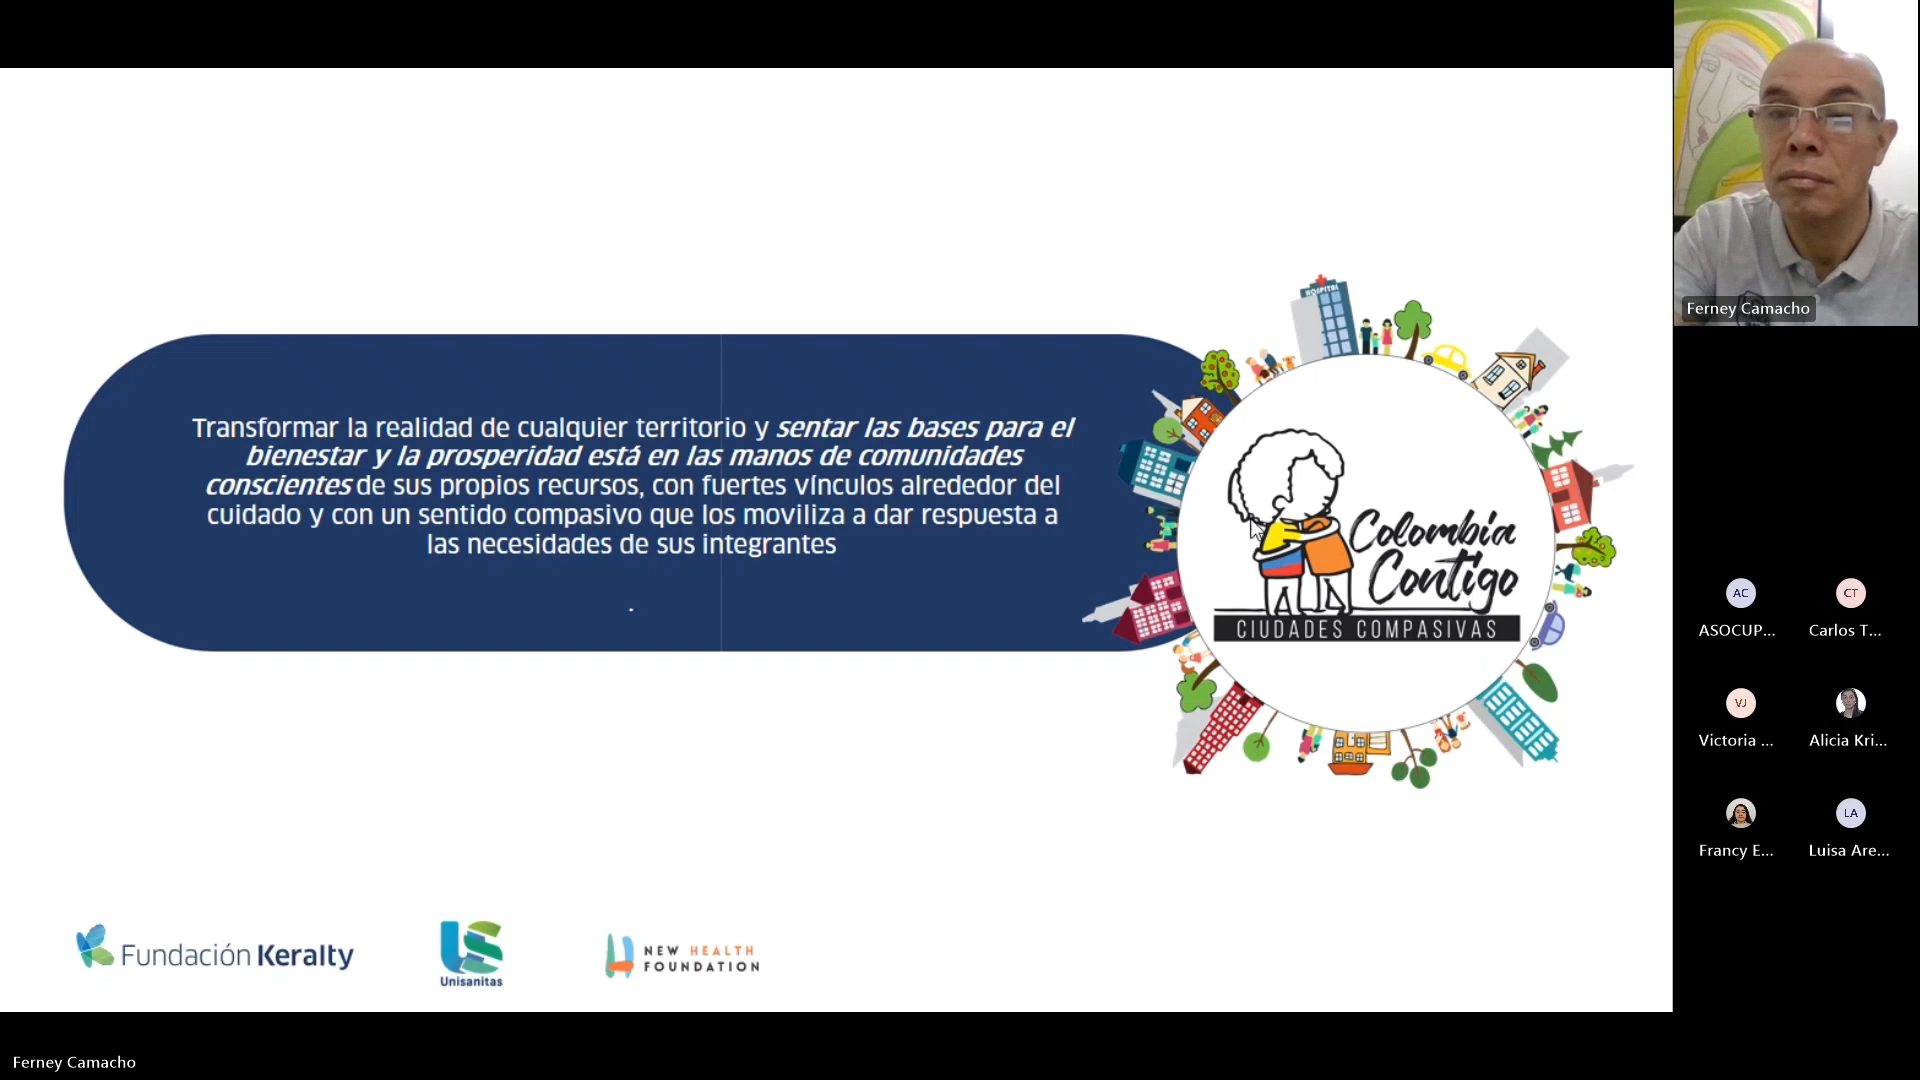 Transformar la realidad de cualquier territorio y sentar las bases para el
bienestar y la prosperidad está en las manos de comunidades
conscientes de sus propios recursos, con fuertes vínculos alrededor del
cuidado y con un sentido compasivo que los moviliza a dar respuesta a
las necesidades de sus integrantes
.
HOSPITAL
Colombia
Contigo
CIUDADES COMPASIVAS
Fundación Keralty
US
Unisanitas
NEW HEALTH
FOUNDATION
Ferney Camacho
AC
CT
ASOCUP...
Carlos T...
VJ
Victoria ...
Alicia Kri...
Francy E...
LA
Luisa Are...
Ferney Camacho